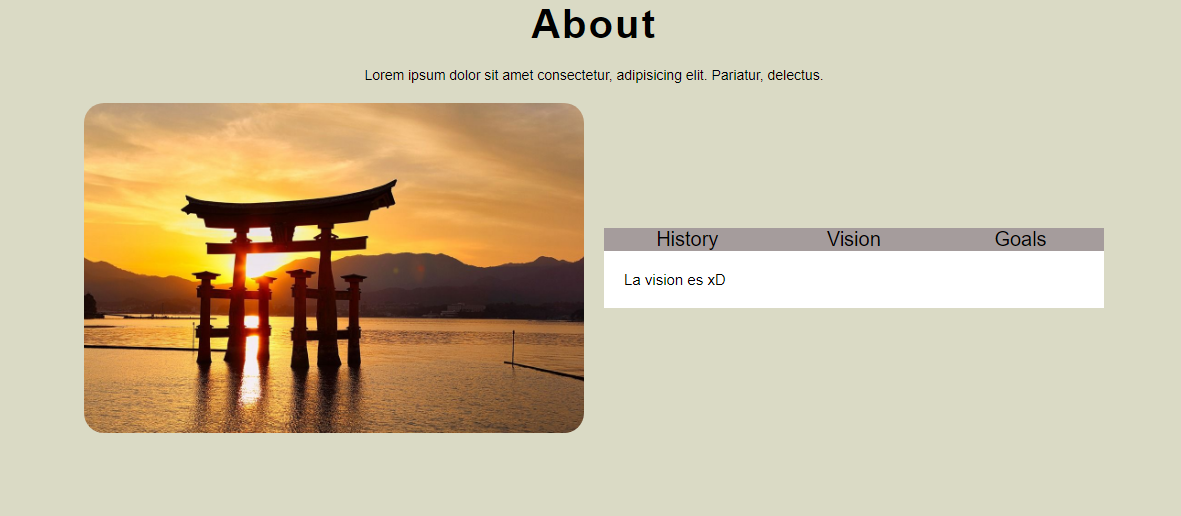 About
Lorem ipsum dolor sit amet consectetur, adipisicing elit. Pariatur, delectus.
History Vision Goals
La vision es xD